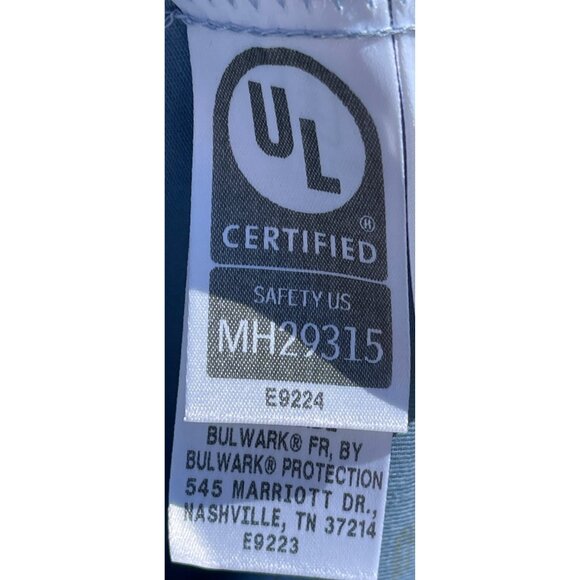 UL
®
CERTIFIED
SAFETY US
MH29315
E9224
BULWARK® FR, BY
BULWARK® PROTECTION
545 MARRIOTT DR.,
NASHVILLE, TN 37214
E9223